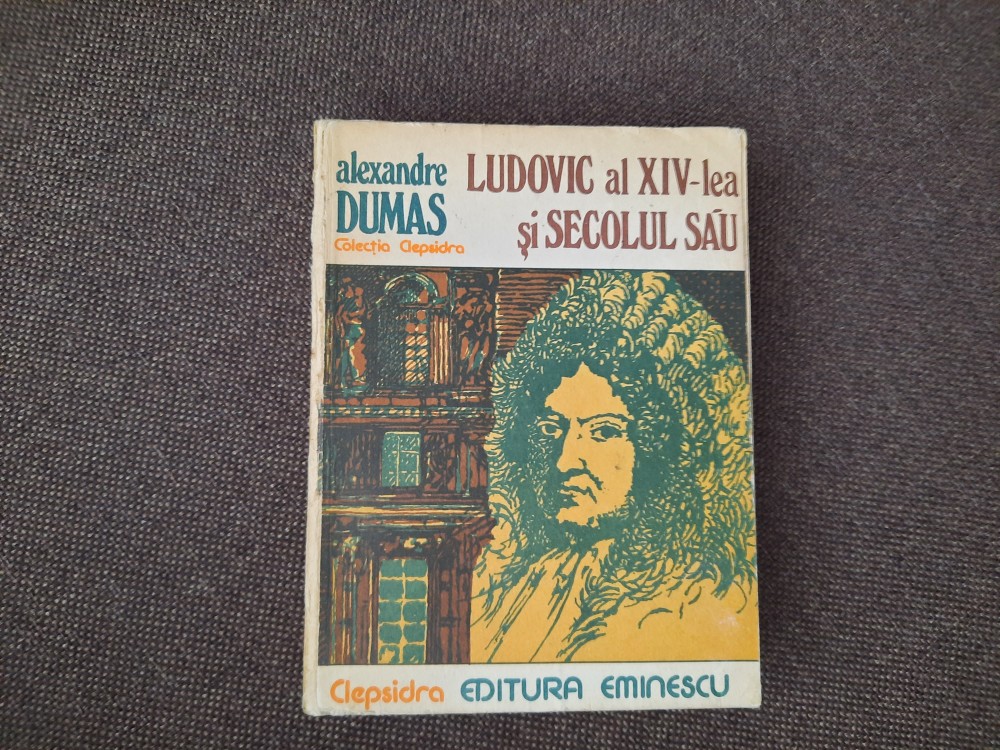 alexandre
DUMAS
Colecția Clepsidra
LUDOVIC al XIV-lea
și SECOLUL SĂU
Clepsidra EDITURA EMINESCU